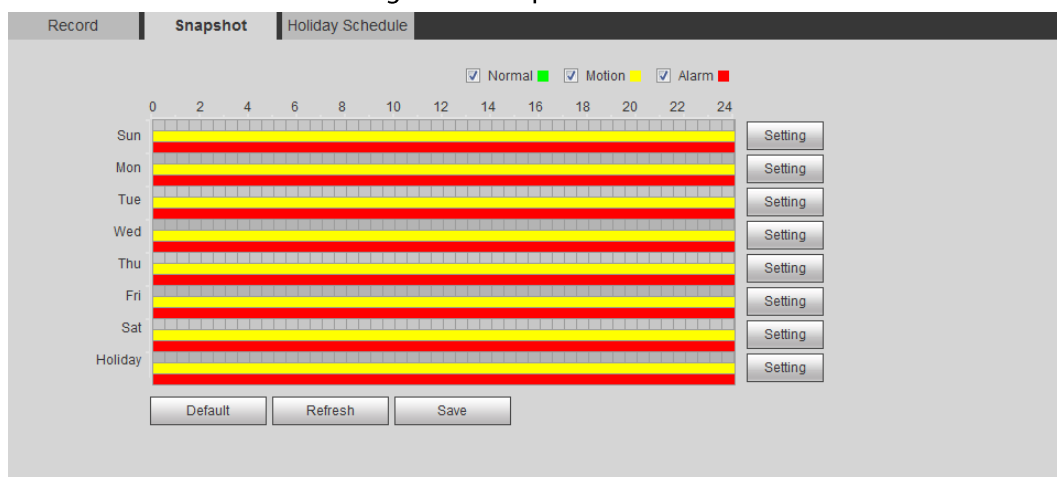 Record Snapshot Holiday Schedule
Normal Motion Alarm
0 2 4 6 8 10 12 14 16 18 20 22 24
Sun Setting
Mon Setting
Tue Setting
Wed Setting
Thu Setting
Fri Setting
Sat Setting
Holiday Setting
Default Refresh Save